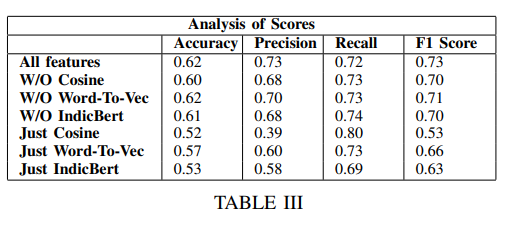 Analysis of Scores
Accuracy Precision Recall F1 Score
All features 0.62 0.73 0.72 0.73
W/O Cosine 0.60 0.68 0.73 0.70
W/O Word-To-Vec 0.62 0.70 0.73 0.71
W/O IndicBert 0.61 0.68 0.74 0.70
Just Cosine 0.52 0.39 0.80 0.53
Just Word-To-Vec 0.57 0.60 0.73 0.66
Just IndicBert 0.53 0.58 0.69 0.63
TABLE III